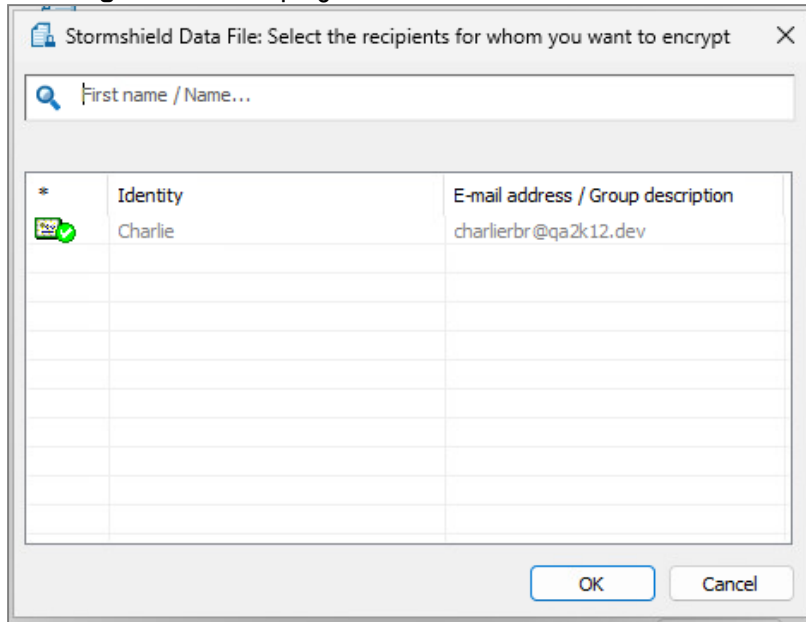 Stormshield Data File: Select the recipients for whom you want to encrypt
First name / Name...
* Identity E-mail address / Group description
Charlie charlierbr@qa2k12.dev
OK Cancel